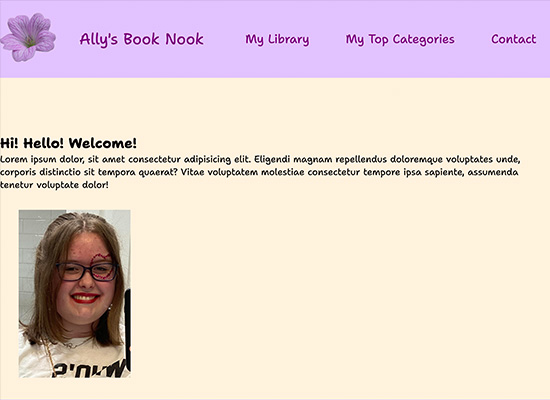 Ally's Book Nook My Library My Top Categories Contact
Hi! Hello! Welcome!
Lorem ipsum dolor, sit amet consectetur adipisicing elit. Eligendi magnam repellendus doloremque voluptates unde,
corporis distinctio sit tempora quaerat? Vitae voluptatem molestiae consectetur tempore ipsa sapiente, assumenda
tenetur voluptate dolor!